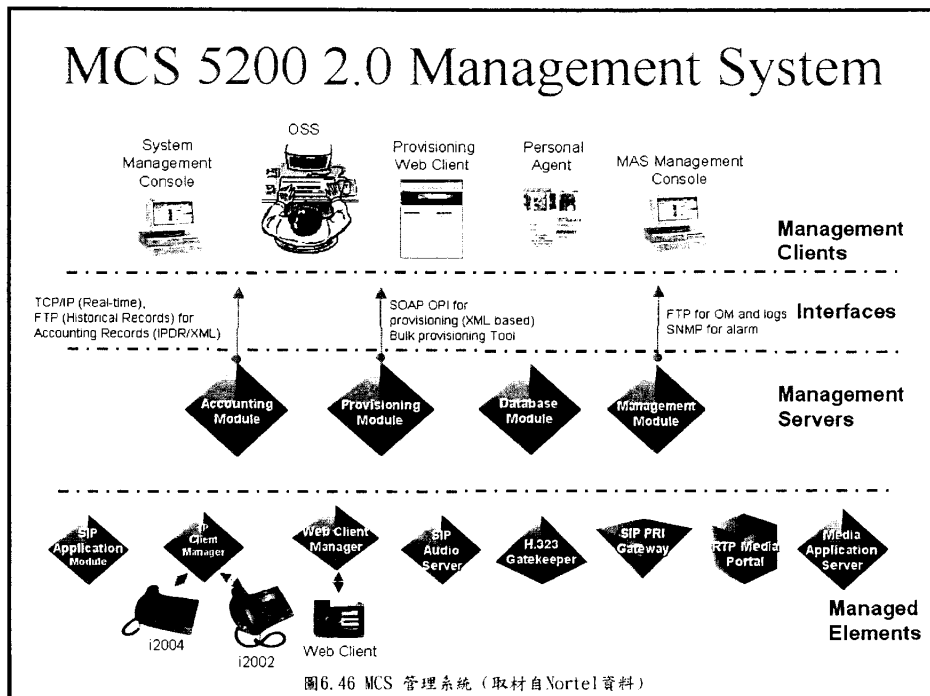 MCS 5200 2.0 Management System
System
Management
Console
OSS
Provisioning
Web Client
Personal
Agent
MAS Management
Console
Management
Clients
TCP/IP (Real-time),
FTP (Historical Records) for
Accounting Records (IPDR/XML)
SOAP OPI for
provisioning (XML based)
Bulk provisioning Tool
FTP for OM and logs
SNMP for alarm
Interfaces
Accounting
Module
Provisioning
Module
Database
Module
Management
Module
Management
Servers
SIP
Application
Module
IP
Client
Manager
Web Client
Manager
SIP
Audio
Server
H.323
Gatekeeper
SIP PRI
Gateway
RTP Media
Portal
Media
Application
Server
i2004
i2002
Web Client
Managed
Elements
圖6.46 MCS 管理系統（取材自Nortel資料）